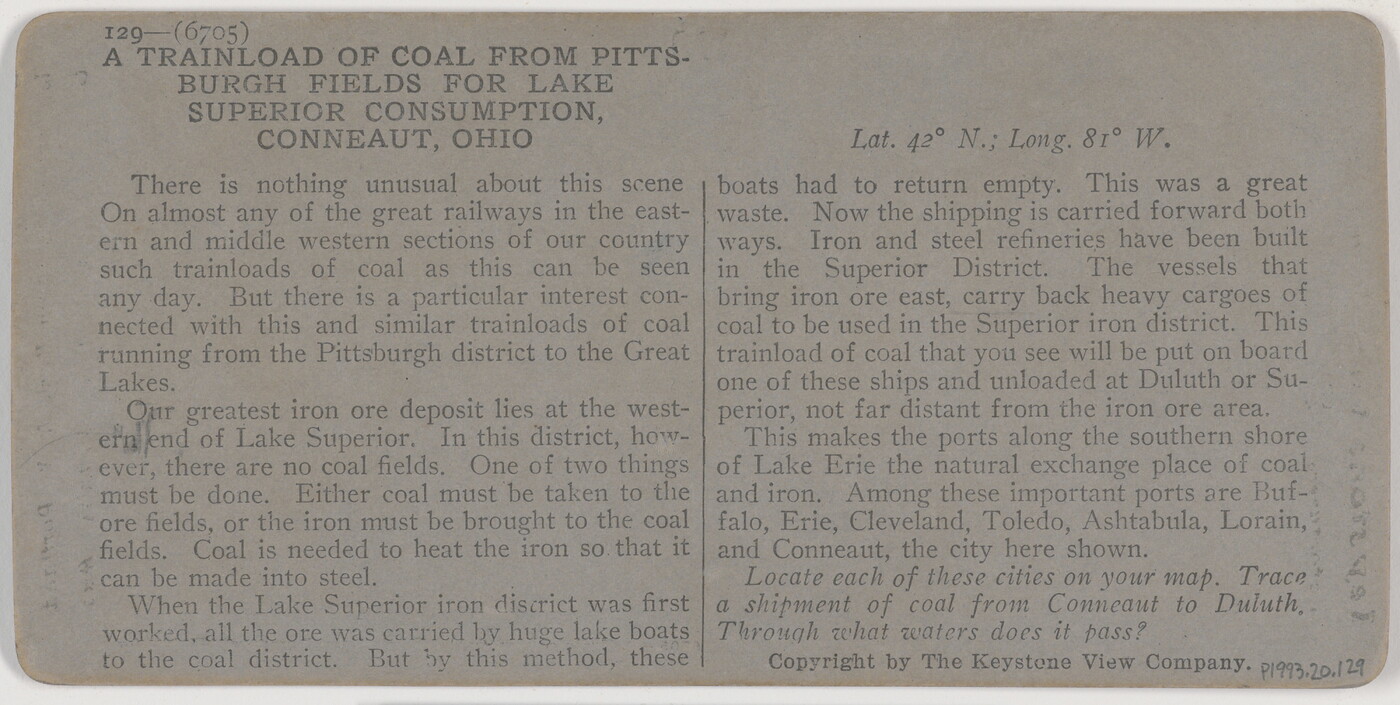 129—(6705)
A TRAINLOAD OF COAL FROM PITTS-
BURGH FIELDS FOR LAKE
SUPERIOR CONSUMPTION,
CONNEAUT, OHIO
There is nothing unusual about this scene
On almost any of the great railways in the east-
ern and middle western sections of our country
such trainloads of coal as this can be seen
any day. But there is a particular interest con-
nected with this and similar trainloads of coal
running from the Pittsburgh district to the Great
Lakes.
Our greatest iron ore deposit lies at the west-
ern end of Lake Superior. In this district, how-
ever, there are no coal fields. One of two things
must be done. Either coal must be taken to the
ore fields, or the iron must be brought to the coal
fields. Coal is needed to heat the iron so that it
can be made into steel.
When the Lake Superior iron district was first
worked, all the ore was carried by huge lake boats
to the coal district. But by this method, these
Lat. 42° N.; Long. 81° W.
boats had to return empty. This was a great
waste. Now the shipping is carried forward both
ways. Iron and steel refineries have been built
in the Superior District. The vessels that
bring iron ore east, carry back heavy cargoes of
coal to be used in the Superior iron district. This
trainload of coal that you see will be put on board
one of these ships and unloaded at Duluth or Su-
perior, not far distant from the iron ore area.
This makes the ports along the southern shore
of Lake Erie the natural exchange place of coal
and iron. Among these important ports are Buf-
falo, Erie, Cleveland, Toledo, Ashtabula, Lorain,
and Conneaut, the city here shown.
Locate each of these cities on your map. Trace
a shipment of coal from Conneaut to Duluth.
Through what waters does it pass?
Copyright by The Keystone View Company.
P1993.20.129